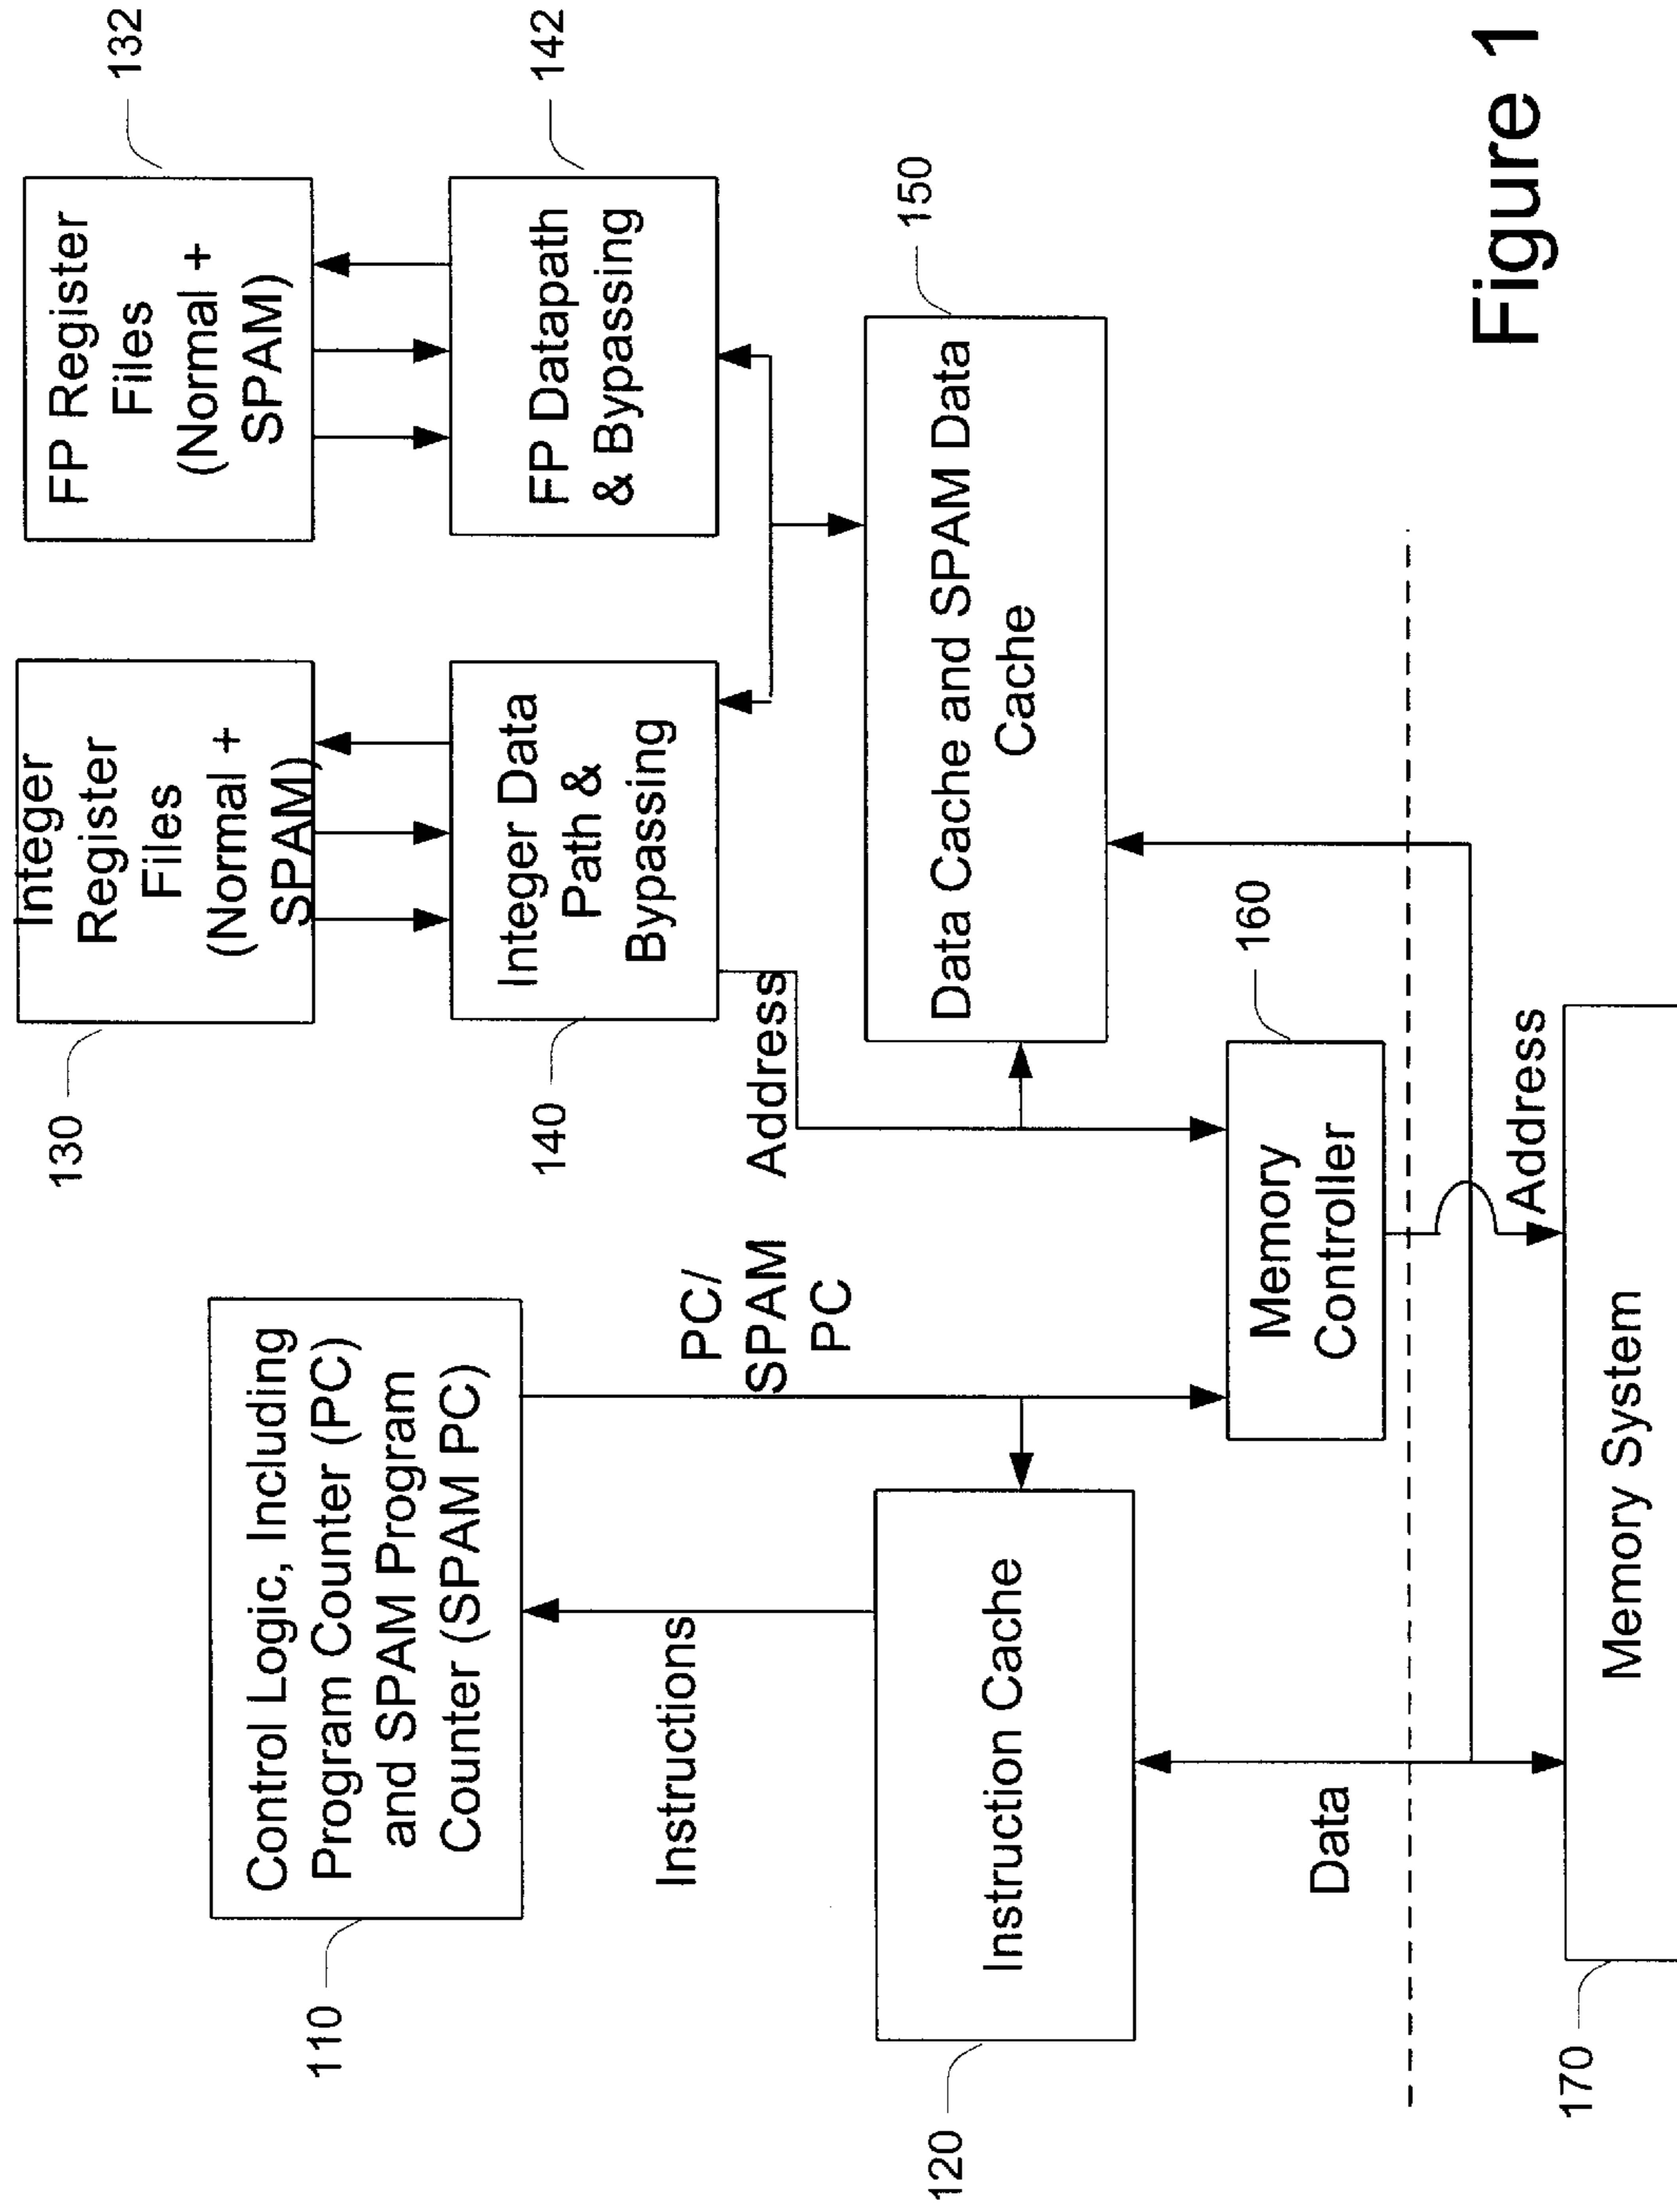 Control Logic, Including
Program Counter (PC)
and SPAM Program
Counter (SPAM PC)
110
Integer
Register
Files
(Normal +
SPAM)
130
FP Register
Files
(Normal +
SPAM)
132
Integer Data
Path &
Bypassing
140
FP Datapath
& Bypassing
142
Instructions
PC/
SPAM
PC
Address
Instruction Cache
120
Data Cache and SPAM Data
Cache
150
Memory
Controller
160
Data
Address
Memory System
170
Figure 1